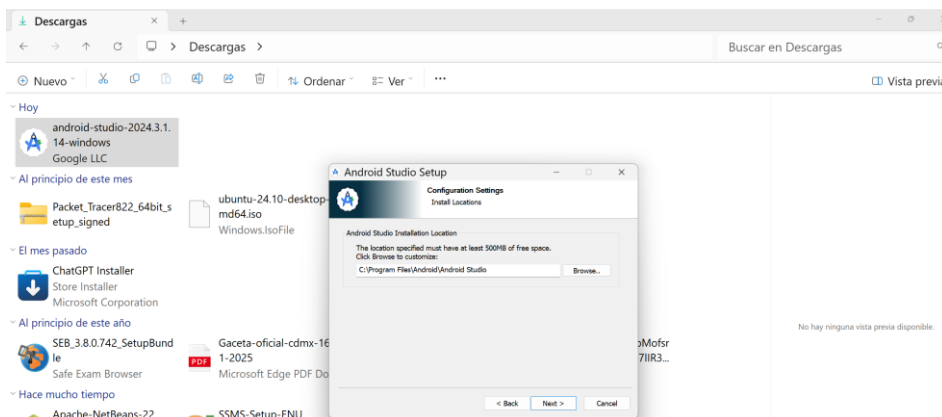 Descargas
Descargas
Buscar en Descargas
Nuevo
Ordenar
Ver
Vista previa
Hoy
android-studio-2024.3.1.
14-windows
Google LLC
Al principio de este mes
Packet_Tracer822_64bit_s
etup_signed
ubuntu-24.10-desktop-
md64.iso
Windows.IsoFile
El mes pasado
ChatGPT Installer
Store Installer
Microsoft Corporation
Al principio de este año
SEB_3.8.0.742_SetupBund
le
Safe Exam Browser
PDF
Gaceta-oficial-cdmx-16
1-2025
Microsoft Edge PDF Do
Hace mucho tiempo
Apache-NetBeans-22
SSMS-Setup-ENU
Android Studio Setup
Configuration Settings
Install Locations
Android Studio Installation Location
The location specified must have at least 500MB of free space.
Click Browse to customize:
C:\Program Files\Android\Android Studio
Browse...
< Back
Next >
Cancel
No hay ninguna vista previa disponible.